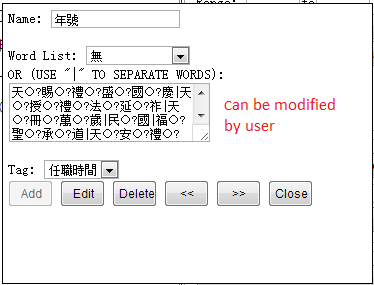 Name: 年號
Word List: 無
OR (USE "|" TO SEPARATE WORDS):
天○?賜○?禮○?盛○?國○?慶|天
○?授○?禮○?法○?延○?祚|天
○?冊○?萬○?歲|民○?國|福○?
聖○?承○?道|天○?安○?禮○?
can be modified
by user
Tag: 任職時間
Add Edit Delete << >> Close